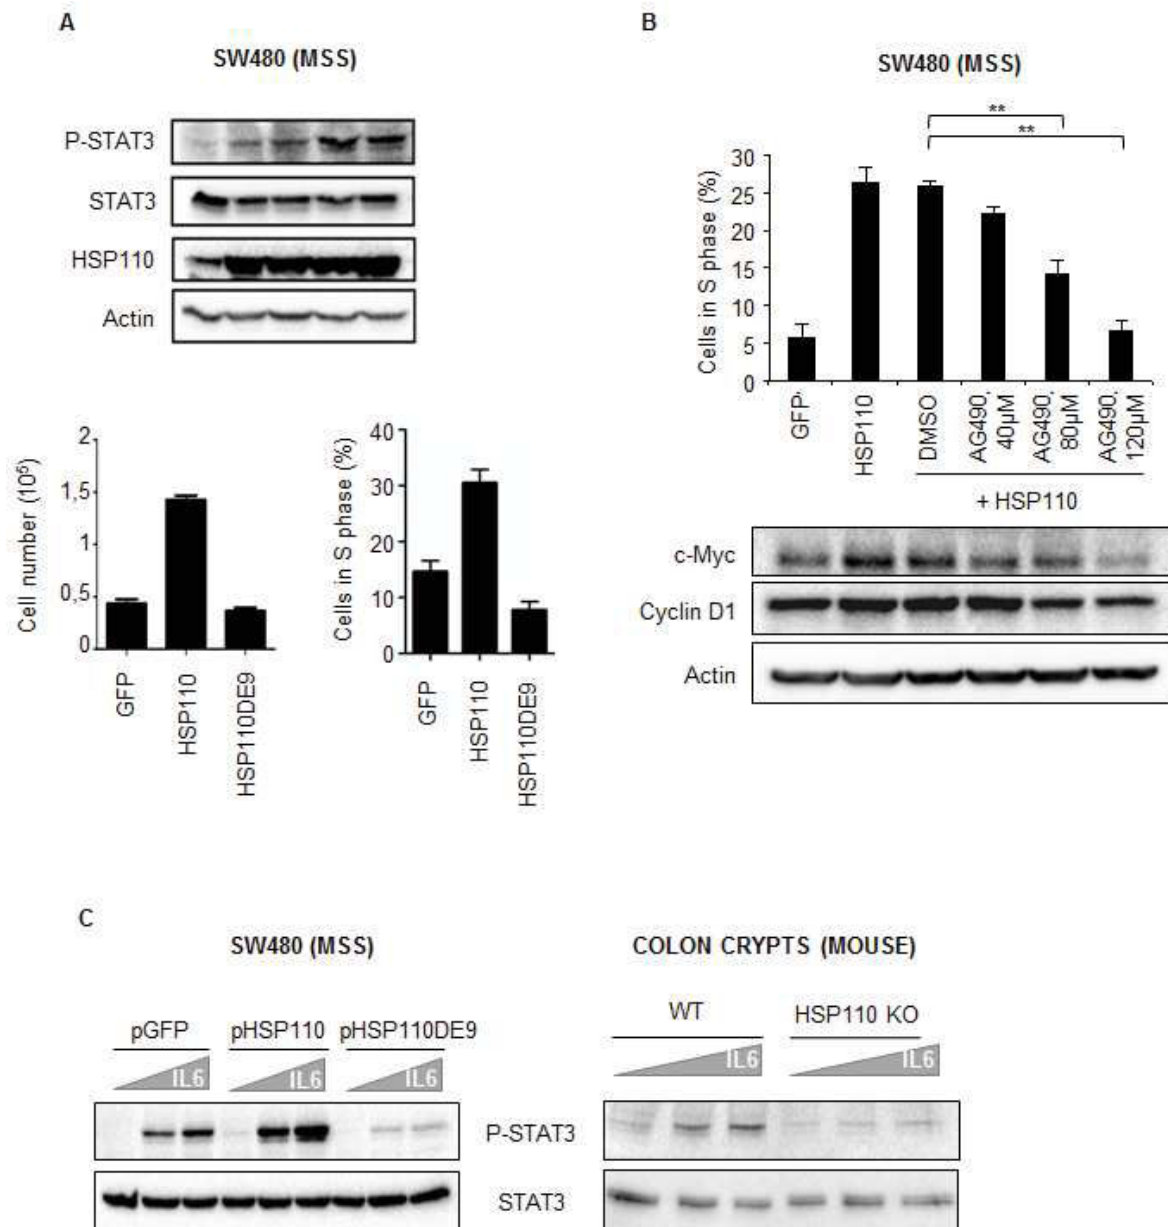 A
SW480 (MSS)
P-STAT3
STAT3
HSP110
Actin
Cell number (10⁵)
2
1,5
1
0,5
0
GFP
HSP110
HSP110DE9
Cells in S phase (%)
40
30
20
10
0
GFP
HSP110
HSP110DE9
B
SW480 (MSS)
**
**
Cells in S phase (%)
30
25
20
15
10
5
0
GFP
HSP110
DMSO
AG490,
40µM
AG490,
80µM
AG490,
120µM
+ HSP110
c-Myc
Cyclin D1
Actin
C
SW480 (MSS)
pGFP
pHSP110
pHSP110DE9
IL6
IL6
IL6
COLON CRYPTS (MOUSE)
WT
HSP110 KO
IL6
IL6
P-STAT3
STAT3